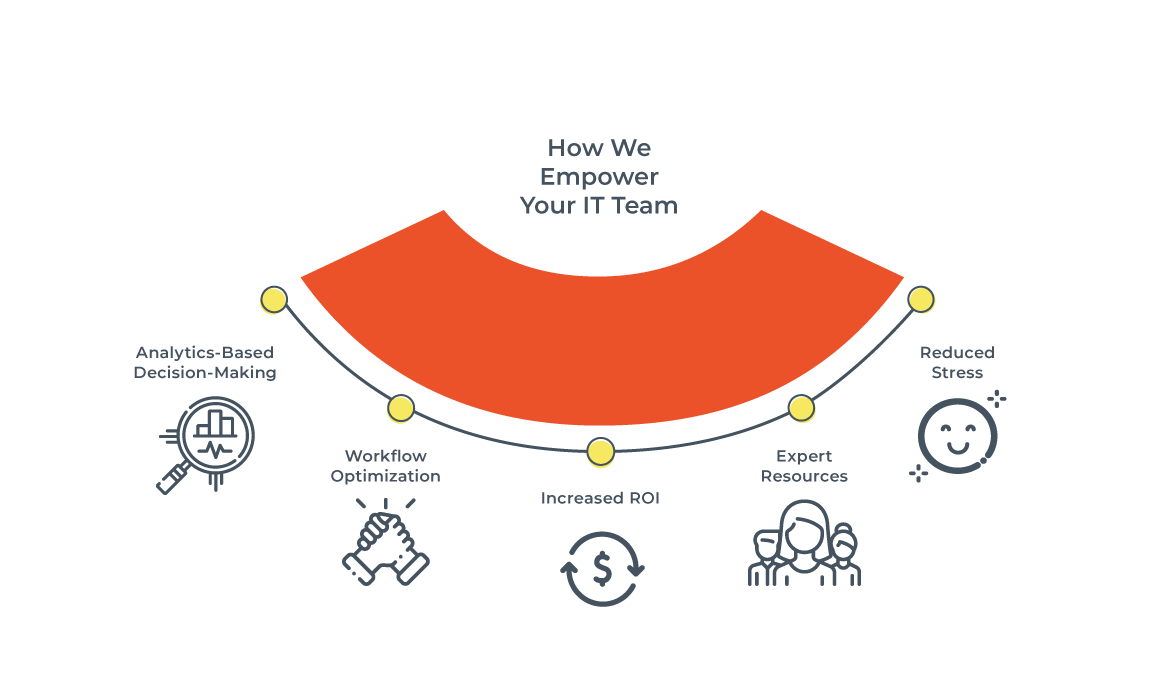 How We
Empower
Your IT Team
Analytics-Based
Decision-Making
Workflow
Optimization
Increased ROI
$
Expert
Resources
Reduced
Stress